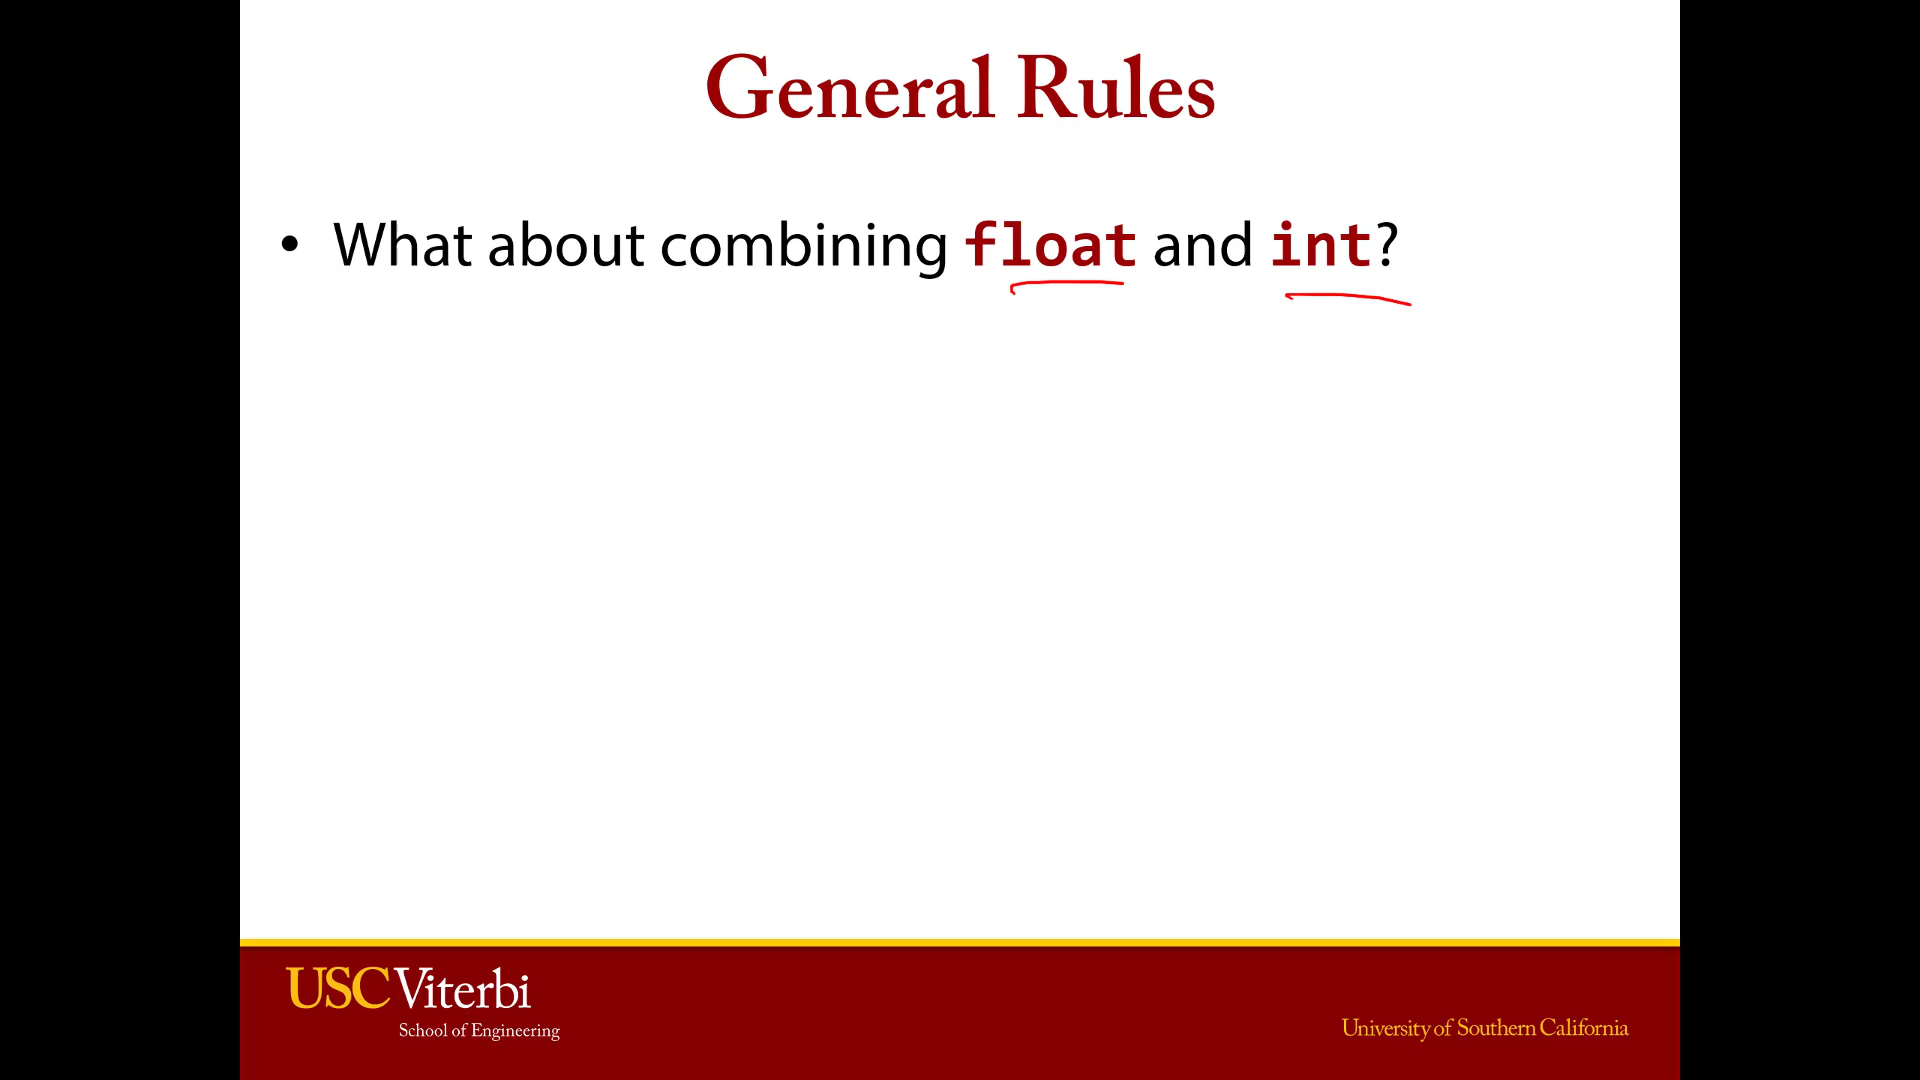 General Rules
• What about combining float and int?
USC Viterbi
School of Engineering
University of Southern California